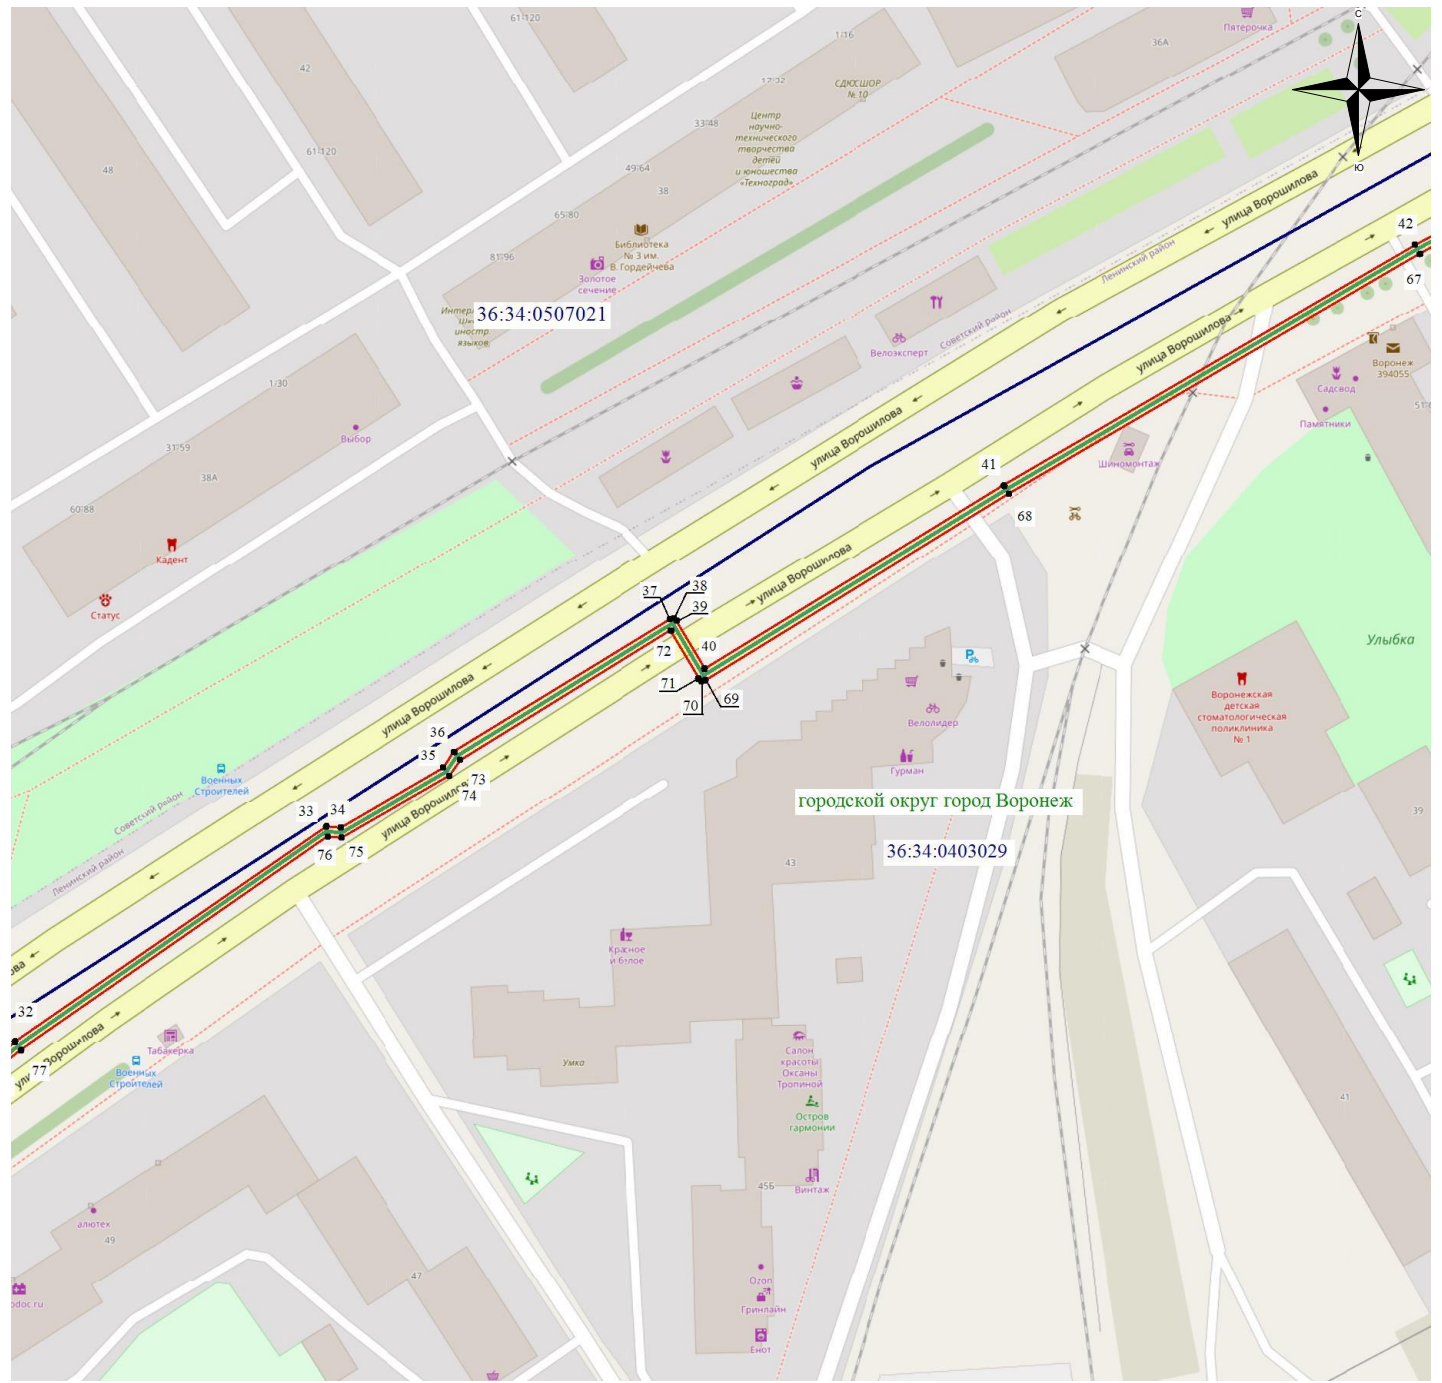 С
Ю
61-120
42
48
61-120
1-16
17-32
33-48
49-64
65-80
81-96
38
36А
Пятёрочка
СДЮСШОР
№ 10
Центр
научно-
технического
творчества
детей
и юношества
«Техноград»
Библиотека
№ 3 им.
В. Гордейчева
Золотое
сечение
иностр.
языков
36:34:0507021
улица Ворошилова
Ленинский район
Советский район
42
67
Велоэксперт
улица Ворошилова
Воронеж
394055
Садовод
Памятники
1-30
Выбор
31-59
38А
60-88
Кадент
Статус
улица Ворошилова
41
68
Шиномонтаж
улица Ворошилова
37
38
39
40
72
71
70
69
Улыбка
улица Ворошилова
36
35
73
74
Военных
Строителей
Велолидер
Гурман
Воронежская
детская
стоматологическая
поликлиника
№ 1
33
34
76
75
улица Ворошилова
Советский район
Ленинский район
городской округ город Воронеж
36:34:0403029
43
39
Красное
и белое
32
77
Табакерка
Военных
Строителей
Умка
Салон
красоты
Оксаны
Тропиной
Остров
гармонии
41
Винтаж
45Б
алютех
49
47
odoc.ru
Ozon
Гринлайн
Енот